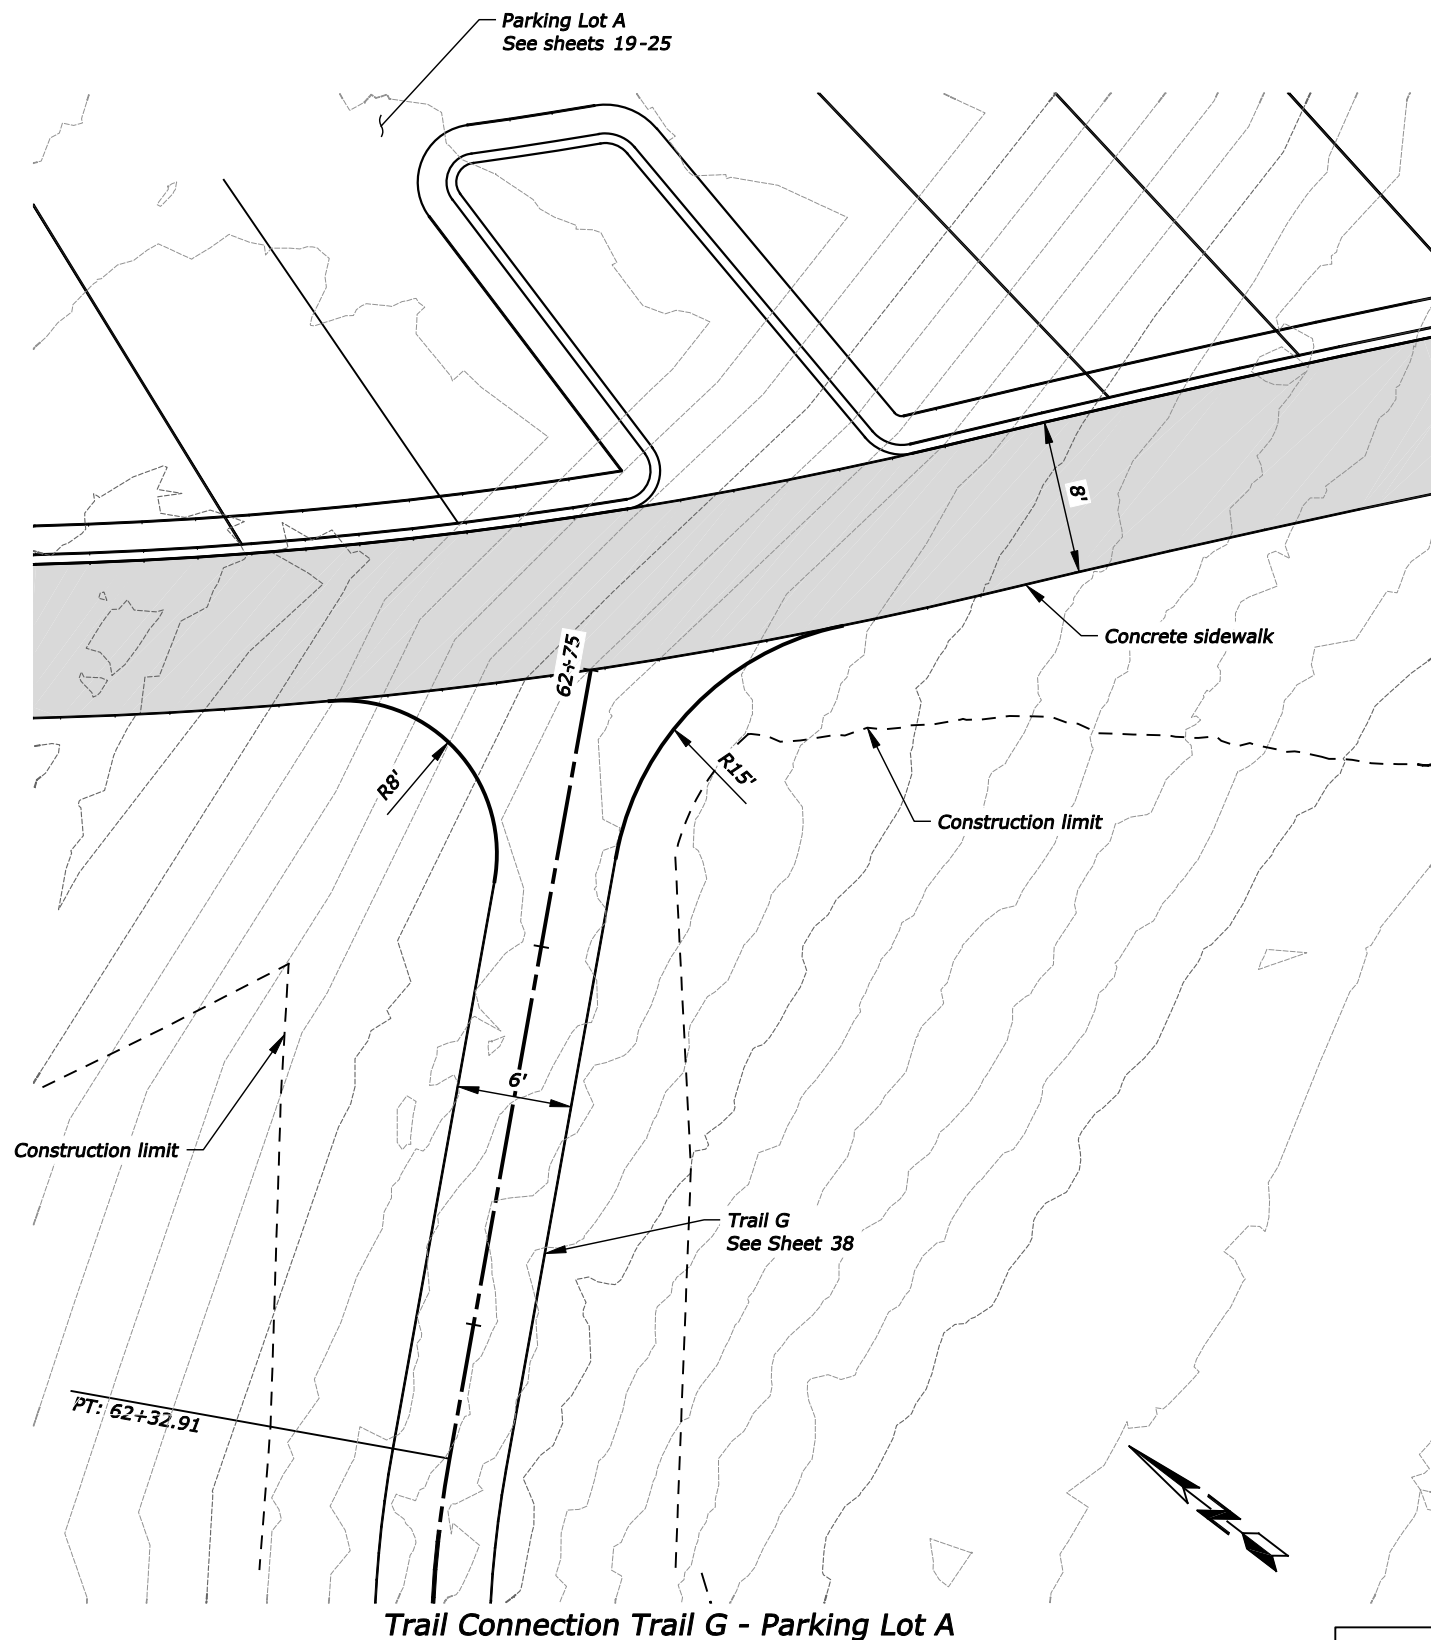 Parking Lot A
See sheets 19-25
8'
62+75
Concrete sidewalk
R8'
R15'
Construction limit
6'
Construction limit
Trail G
See Sheet 38
PT: 62+32.91
N
Trail Connection Trail G - Parking Lot A